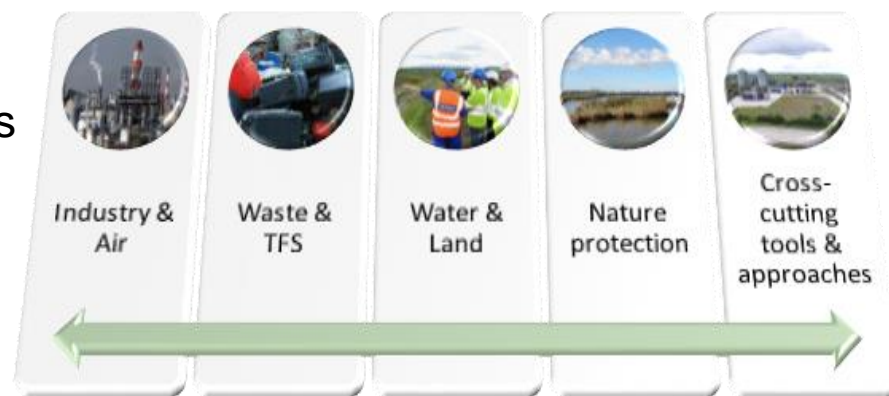 s
Industry &
Air
Waste &
TFS
Water &
Land
Nature
protection
Cross-
cutting
tools &
approaches